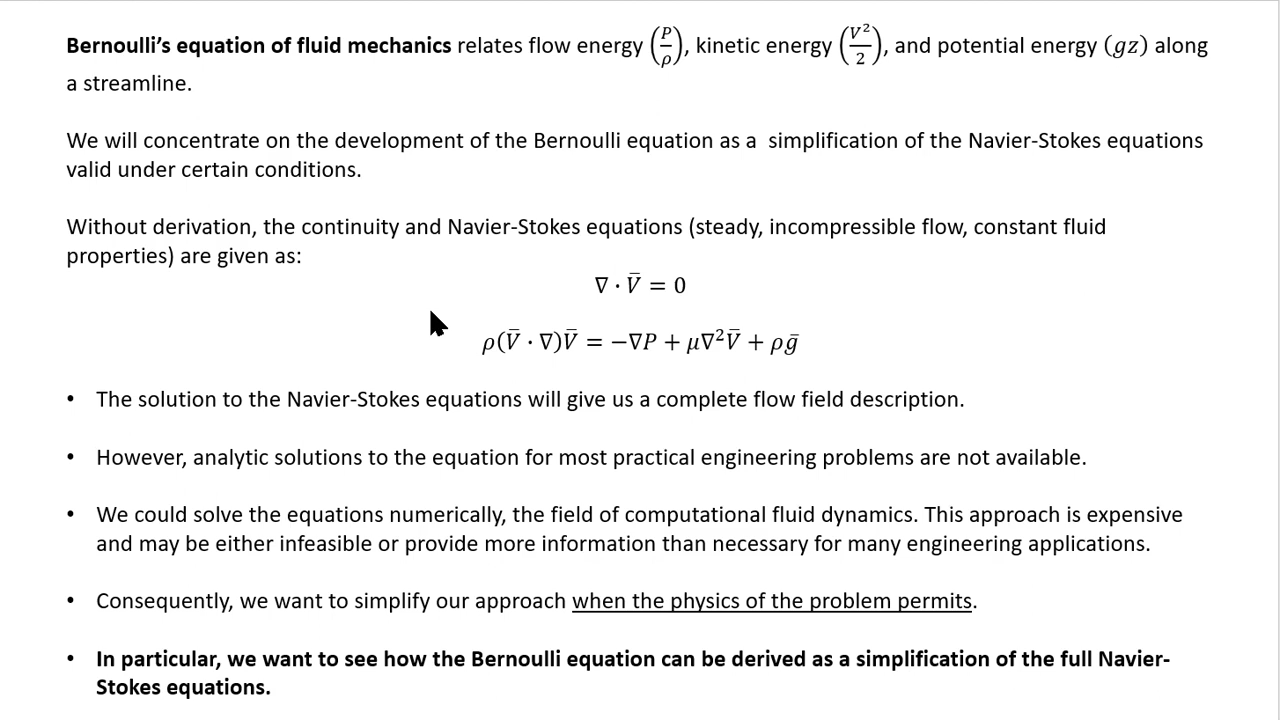 Bernoulli’s equation of fluid mechanics relates flow energy (P/ρ), kinetic energy (V²/2), and potential energy (gz) along
a streamline.
We will concentrate on the development of the Bernoulli equation as a  simplification of the Navier-Stokes equations
valid under certain conditions.
Without derivation, the continuity and Navier-Stokes equations (steady, incompressible flow, constant fluid
properties) are given as:
∇ · V̄ = 0
ρ(V̄ · ∇)V̄ = −∇P + μ∇²V̄ + ρḡ
• The solution to the Navier-Stokes equations will give us a complete flow field description.
• However, analytic solutions to the equation for most practical engineering problems are not available.
• We could solve the equations numerically, the field of computational fluid dynamics. This approach is expensive
and may be either infeasible or provide more information than necessary for many engineering applications.
• Consequently, we want to simplify our approach when the physics of the problem permits.
• In particular, we want to see how the Bernoulli equation can be derived as a simplification of the full Navier-
Stokes equations.